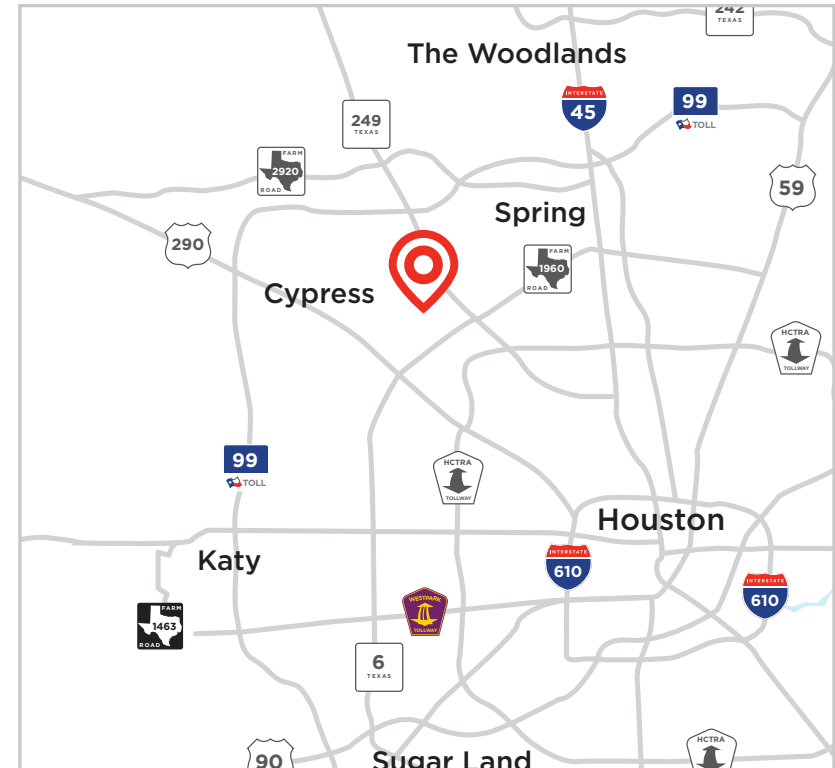 242
TEXAS
The Woodlands
INTERSTATE
45
99
TOLL
249
TEXAS
FARM
2920
ROAD
59
Spring
290
FARM
1960
ROAD
Cypress
HCTRA
TOLLWAY
99
TOLL
HCTRA
TOLLWAY
Houston
INTERSTATE
610
Katy
INTERSTATE
610
WESTPARK
TOLLWAY
FARM
1463
ROAD
6
TEXAS
HCTRA
90
Sugar Land